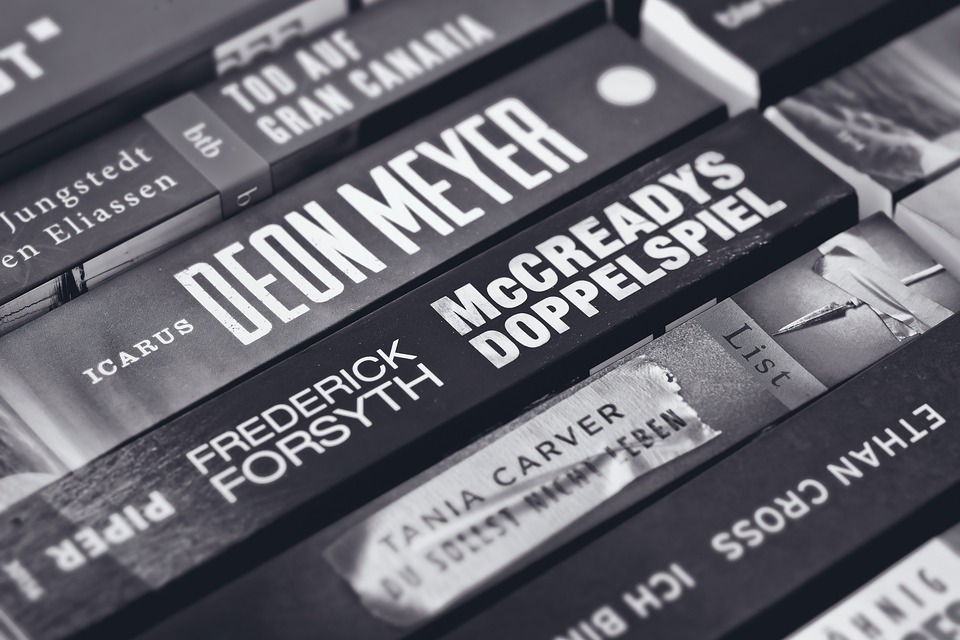 TOD AUF
GRAN CANARIA
btb
b
Jungstedt
en Eliassen
DEON MEYER
ICARUS
McCREADYS
DOPPELSPIEL
FREDERICK
FORSYTH
PIPER
List
TANIA CARVER
DU SOLLST NICHT LEBEN
ETHAN CROSS
ICH BIN